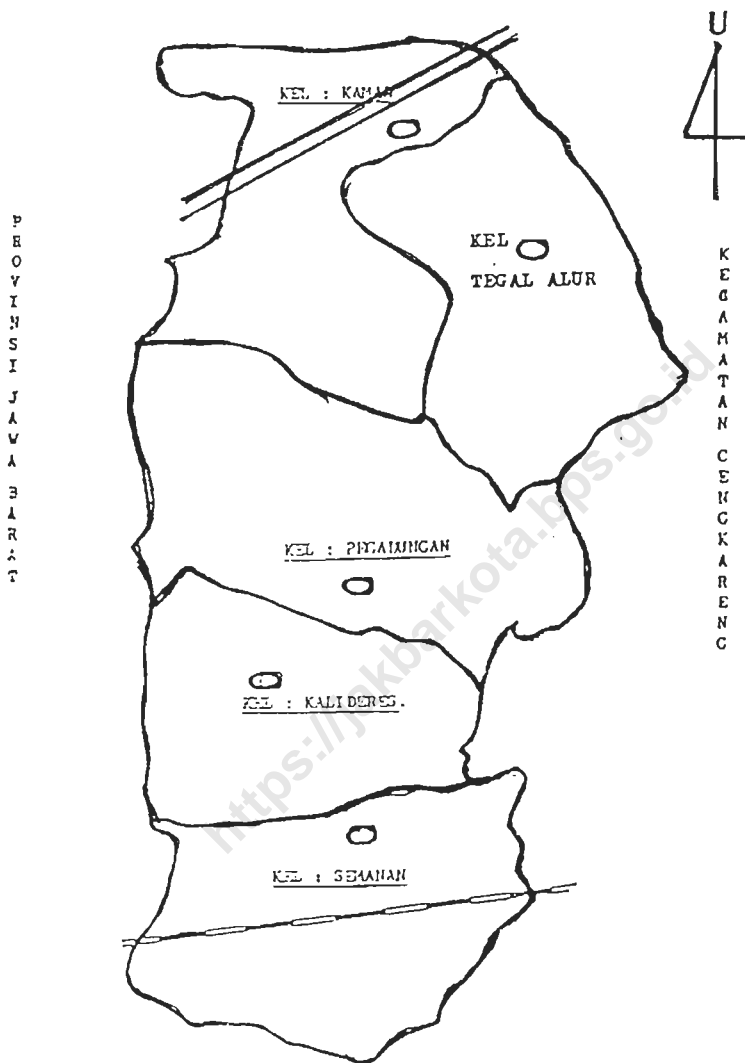 U
KEL : KAMAL
KEL
TEGAL ALUR
PROVINSI JAWA BARAT
KECAMATAN CENGKARENG
KEL : PEGADUNGAN
KEL : KALIDERES.
KEL : SEMANAN
https://jakbarkota.bps.go.id